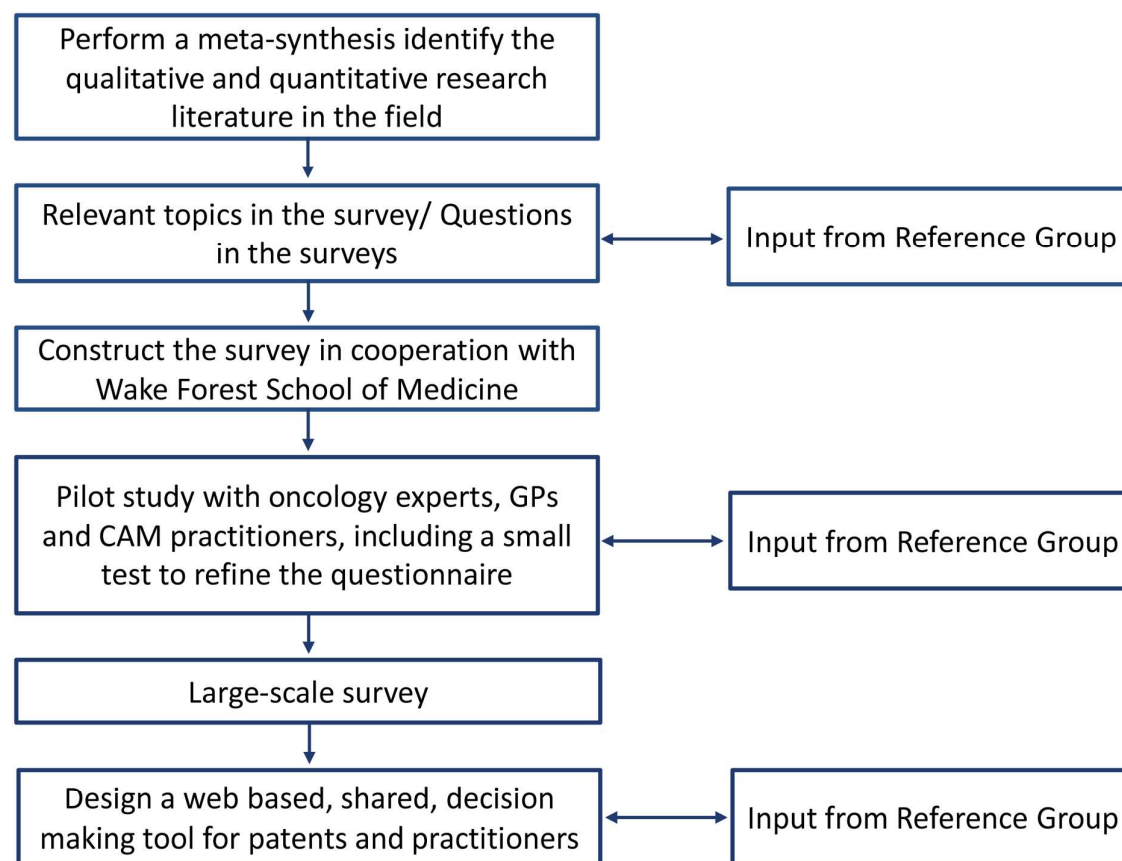 Perform a meta-synthesis identify the
qualitative and quantitative research
literature in the field
Relevant topics in the survey/ Questions
in the surveys
Input from Reference Group
Construct the survey in cooperation with
Wake Forest School of Medicine
Pilot study with oncology experts, GPs
and CAM practitioners, including a small
test to refine the questionnaire
Input from Reference Group
Large-scale survey
Design a web based, shared, decision
making tool for patents and practitioners
Input from Reference Group